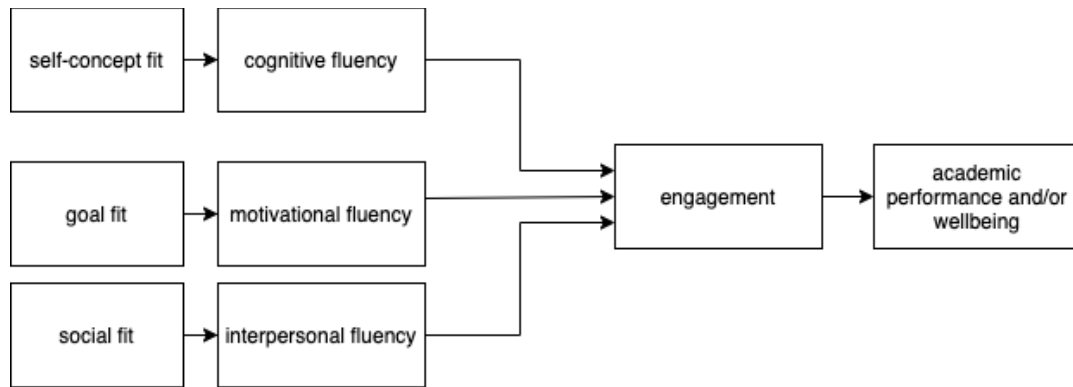 self-concept fit
cognitive fluency
goal fit
motivational fluency
social fit
interpersonal fluency
engagement
academic
performance and/or
wellbeing